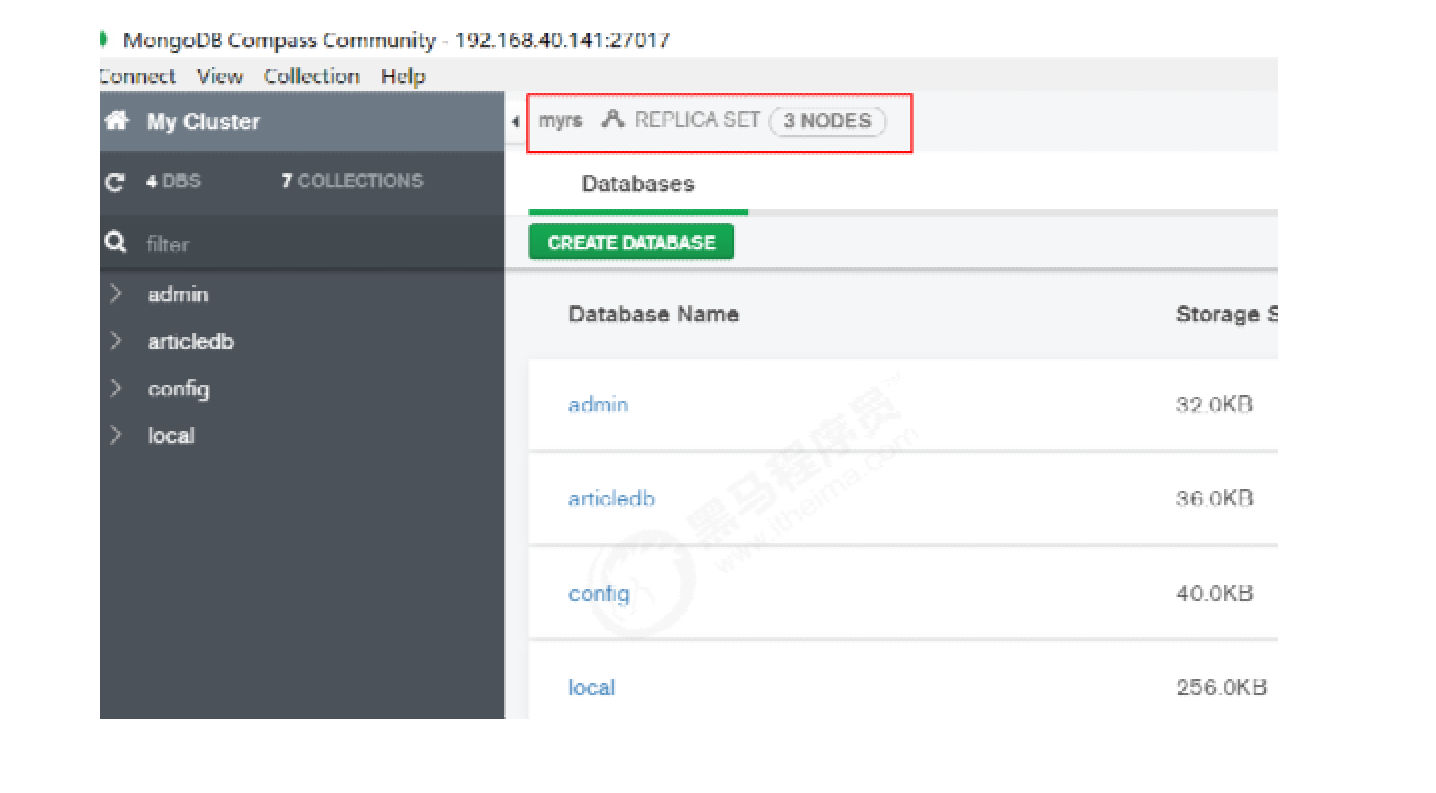 MongoDB Compass Community - 192.168.40.141:27017
Connect View Collection Help
My Cluster
myrs REPLICA SET 3 NODES
4 DBS 7 COLLECTIONS
Databases
filter
CREATE DATABASE
admin
articledb
config
local
Database Name Storage S
admin 32.0KB
articledb 36.0KB
config 40.0KB
local 256.0KB
黑马程序员™
www.itheima.com